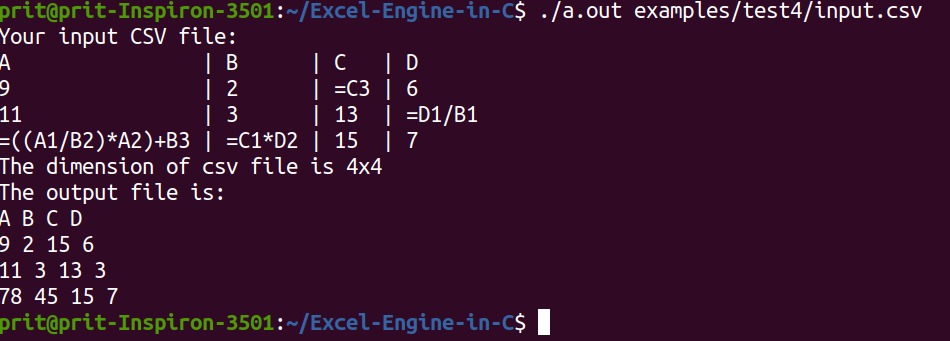 prit@prit-Inspiron-3501:~/Excel-Engine-in-C$ ./a.out examples/test4/input.csv
Your input CSV file:
A                  | B      | C   | D
9                  | 2      | =C3 | 6
11                 | 3      | 13  | =D1/B1
=((A1/B2)*A2)+B3 | =C1*D2 | 15  | 7
The dimension of csv file is 4x4
The output file is:
A B C D
9 2 15 6
11 3 13 3
78 45 15 7
prit@prit-Inspiron-3501:~/Excel-Engine-in-C$